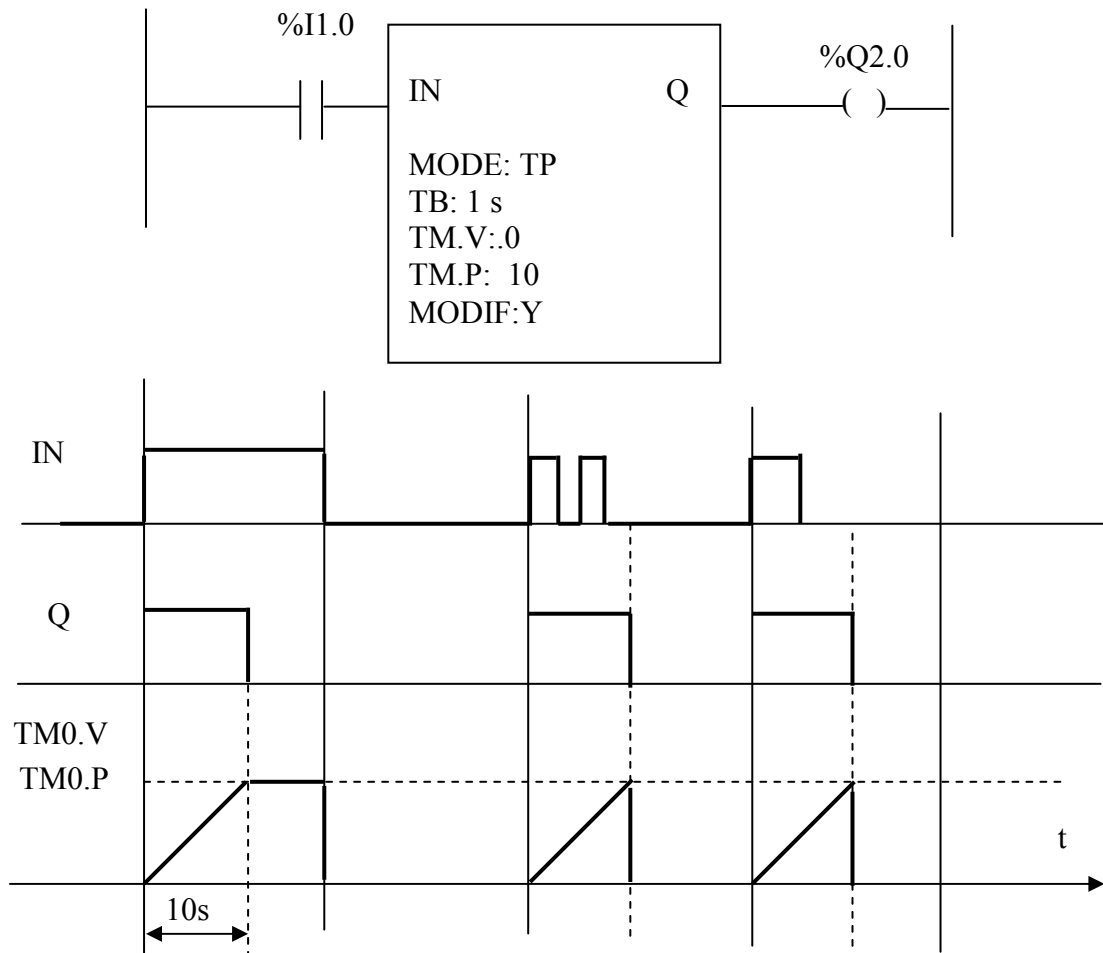 %I1.0
%Q2.0
IN Q
MODE: TP
TB: 1 s
TM.V:.0
TM.P: 10
MODIF:Y
IN
Q
TM0.V
TM0.P
t
10s